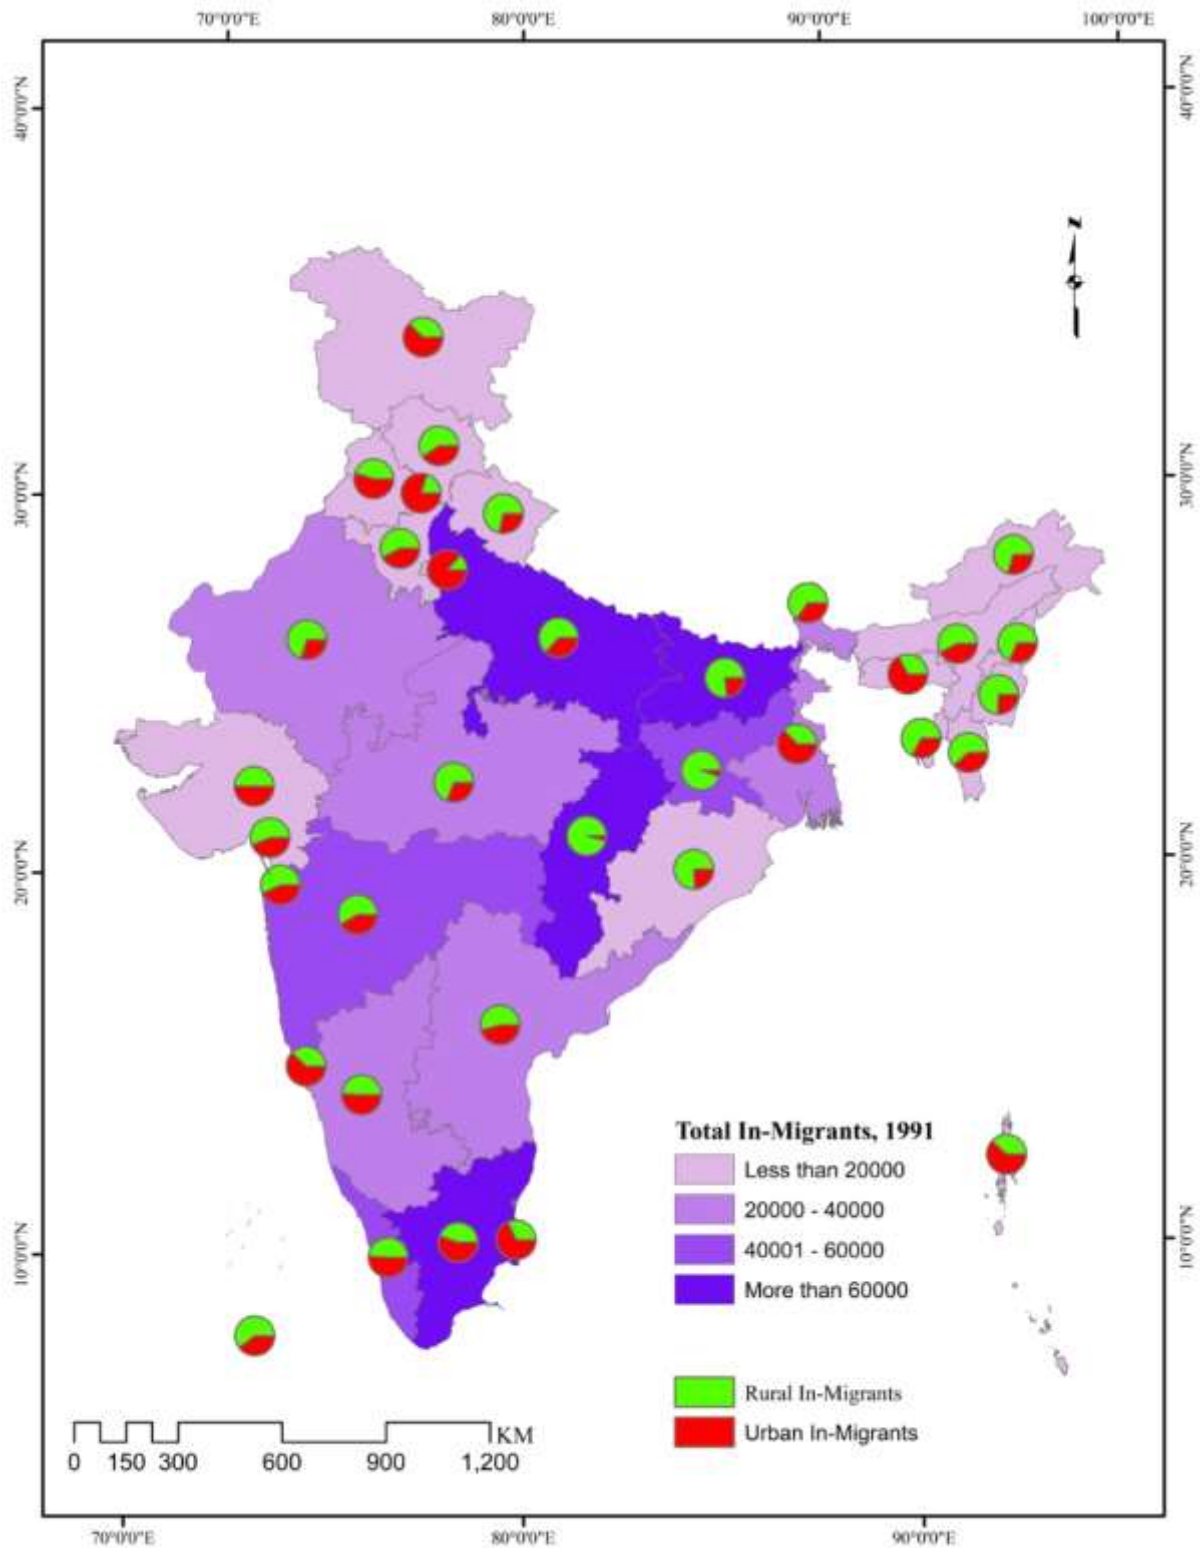 70°0'0"E 80°0'0"E 90°0'0"E 100°0'0"E
40°0'0"N 40°0'0"N
N
30°0'0"N 30°0'0"N
20°0'0"N 20°0'0"N
Total In-Migrants, 1991
Less than 20000
20000 - 40000
10°0'0"N 40001 - 60000 10°0'0"N
More than 60000
Rural In-Migrants
Urban In-Migrants
KM
0 150 300 600 900 1,200
70°0'0"E 80°0'0"E 90°0'0"E